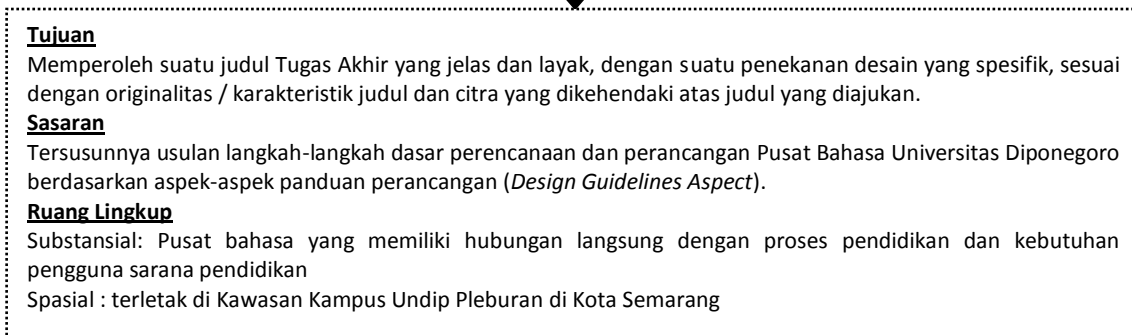 Tujuan
Memperoleh suatu judul Tugas Akhir yang jelas dan layak, dengan suatu penekanan desain yang spesifik, sesuai
dengan originalitas / karakteristik judul dan citra yang dikehendaki atas judul yang diajukan.
Sasaran
Tersusunnya usulan langkah-langkah dasar perencanaan dan perancangan Pusat Bahasa Universitas Diponegoro
berdasarkan aspek-aspek panduan perancangan (Design Guidelines Aspect).
Ruang Lingkup
Substansial: Pusat bahasa yang memiliki hubungan langsung dengan proses pendidikan dan kebutuhan
pengguna sarana pendidikan
Spasial : terletak di Kawasan Kampus Undip Pleburan di Kota Semarang